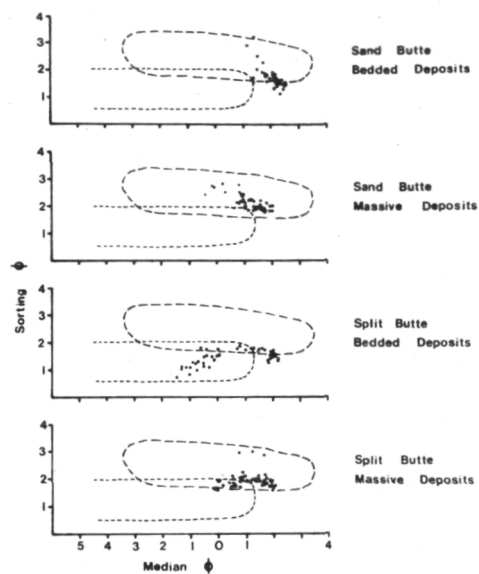 4
3
2
1
Sand Butte
Bedded Deposits
4
3
2
1
Sand Butte
Massive Deposits
Sorting ϕ
4
3
2
1
Split Butte
Bedded Deposits
4
3
2
1
Split Butte
Massive Deposits
5 4 3 2 1 0 1 4
Median ϕ